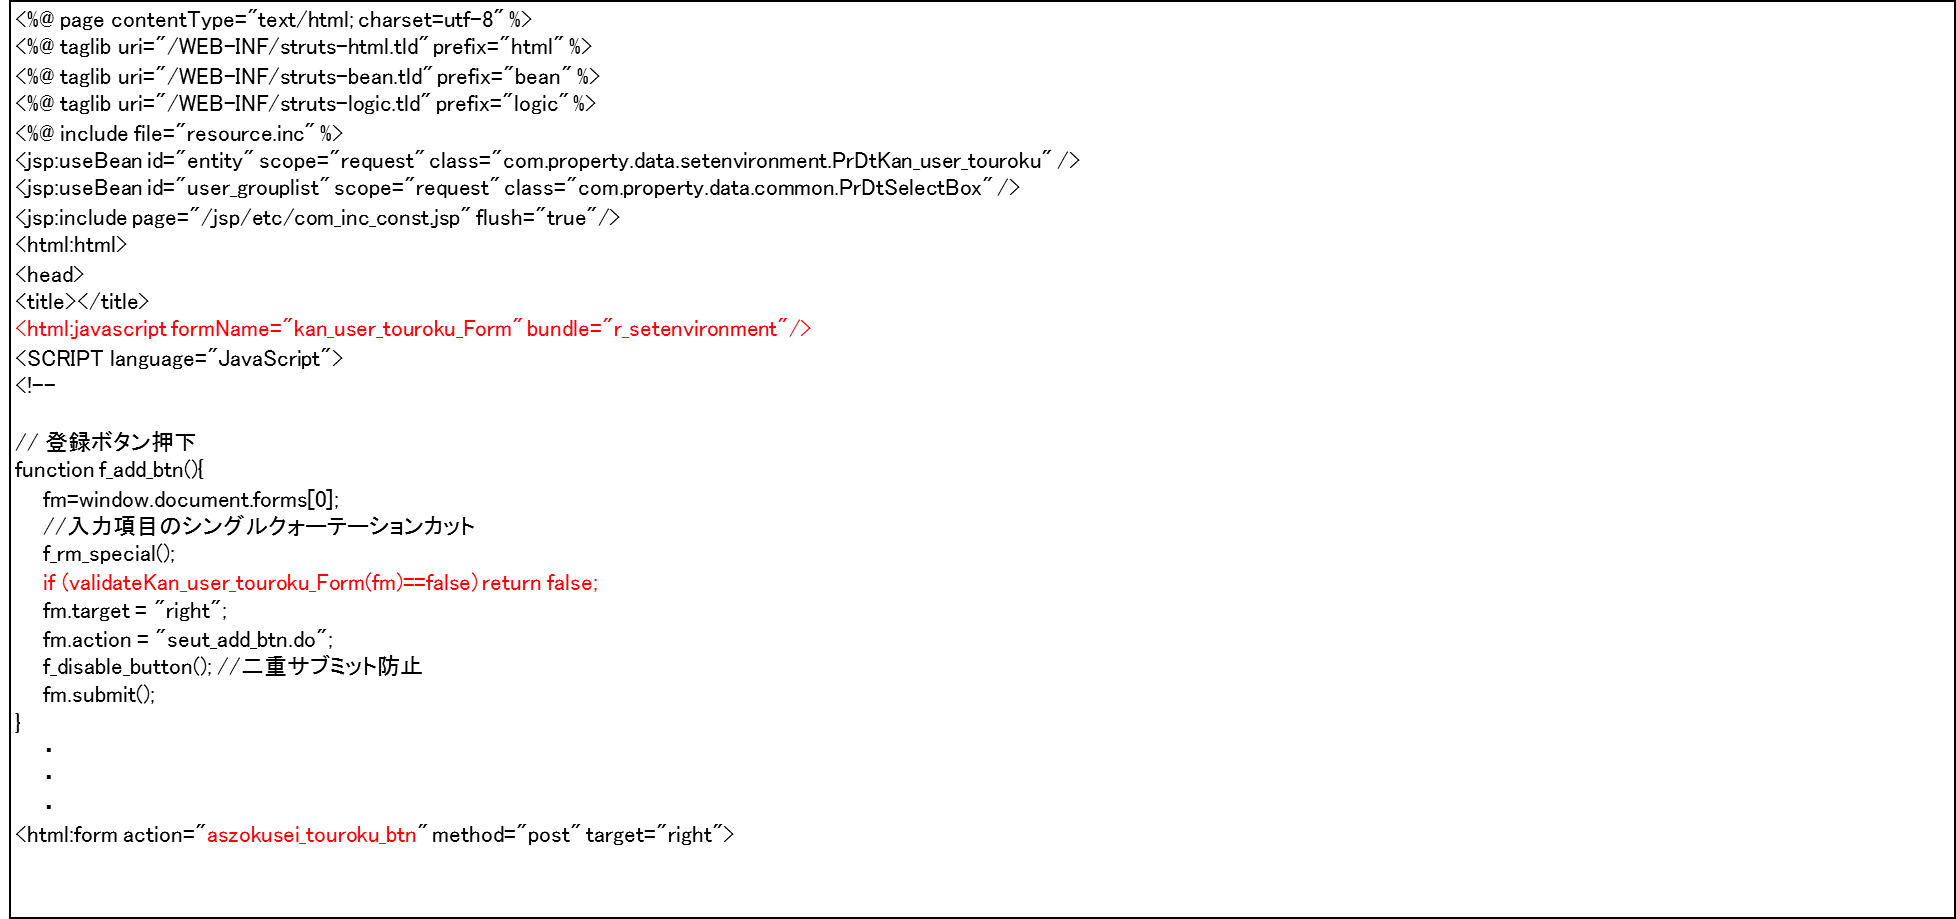 <%@ page contentType="text/html; charset=utf-8" %>
<%@ taglib uri="/WEB-INF/struts-html.tld" prefix="html" %>
<%@ taglib uri="/WEB-INF/struts-bean.tld" prefix="bean" %>
<%@ taglib uri="/WEB-INF/struts-logic.tld" prefix="logic" %>
<%@ include file="resource.inc" %>
<jsp:useBean id="entity" scope="request" class="com.property.data.setenvironment.PrDtKan_user_touroku" />
<jsp:useBean id="user_grouplist" scope="request" class="com.property.data.common.PrDtSelectBox" />
<jsp:include page="/jsp/etc/com_inc_const.jsp" flush="true"/>
<html:html>
<head>
<title></title>
<html:javascript formName="kan_user_touroku_Form" bundle="r_setenvironment"/>
<SCRIPT language="JavaScript">
<!--
// 登録ボタン押下
function f_add_btn(){
fm=window.document.forms[0];
//入力項目のシングルクォーテーションカット
f_rm_special();
if (validateKan_user_touroku_Form(fm)==false) return false;
fm.target = "right";
fm.action = "seut_add_btn.do";
f_disable_button(); //二重サブミット防止
fm.submit();
}
・
・
・
<html:form action="aszokusei_touroku_btn" method="post" target="right">